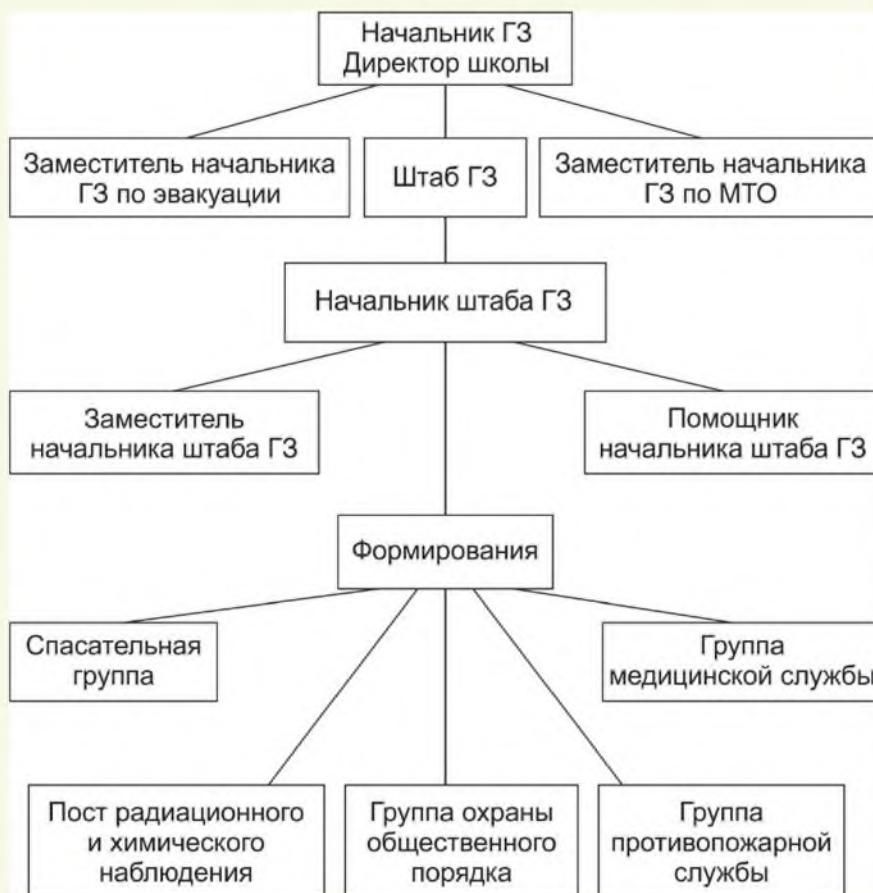 Начальник ГЗ
Директор школы
Заместитель начальника
ГЗ по эвакуации
Штаб ГЗ
Заместитель начальника
ГЗ по МТО
Начальник штаба ГЗ
Заместитель
начальника штаба ГЗ
Помощник
начальника штаба ГЗ
Формирования
Спасательная
группа
Группа
медицинской службы
Пост радиационного
и химического
наблюдения
Группа охраны
общественного
порядка
Группа
противопожарной
службы